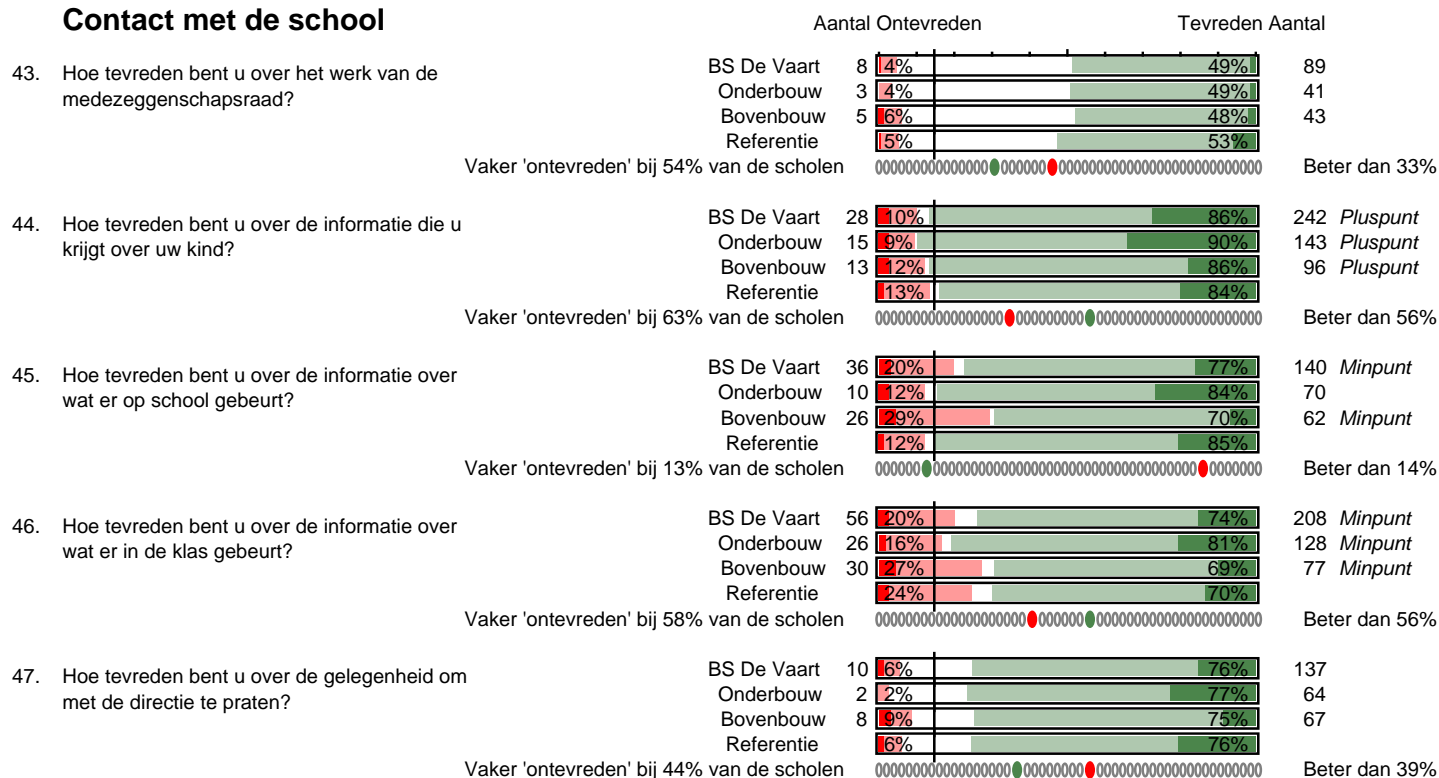 Contact met de school
Aantal Ontevreden Tevreden Aantal
43. Hoe tevreden bent u over het werk van de
medezeggenschapsraad?
BS De Vaart 8 4% 49% 89
Onderbouw 3 4% 49% 41
Bovenbouw 5 6% 48% 43
Referentie 5% 53%
Vaker 'ontevreden' bij 54% van de scholen Beter dan 33%
44. Hoe tevreden bent u over de informatie die u
krijgt over uw kind?
BS De Vaart 28 10% 86% 242 Pluspunt
Onderbouw 15 9% 90% 143 Pluspunt
Bovenbouw 13 12% 86% 96 Pluspunt
Referentie 13% 84%
Vaker 'ontevreden' bij 63% van de scholen Beter dan 56%
45. Hoe tevreden bent u over de informatie over
wat er op school gebeurt?
BS De Vaart 36 20% 77% 140 Minpunt
Onderbouw 10 12% 84% 70
Bovenbouw 26 29% 70% 62 Minpunt
Referentie 12% 85%
Vaker 'ontevreden' bij 13% van de scholen Beter dan 14%
46. Hoe tevreden bent u over de informatie over
wat er in de klas gebeurt?
BS De Vaart 56 20% 74% 208 Minpunt
Onderbouw 26 16% 81% 128 Minpunt
Bovenbouw 30 27% 69% 77 Minpunt
Referentie 24% 70%
Vaker 'ontevreden' bij 58% van de scholen Beter dan 56%
47. Hoe tevreden bent u over de gelegenheid om
met de directie te praten?
BS De Vaart 10 6% 76% 137
Onderbouw 2 2% 77% 64
Bovenbouw 8 9% 75% 67
Referentie 6% 76%
Vaker 'ontevreden' bij 44% van de scholen Beter dan 39%